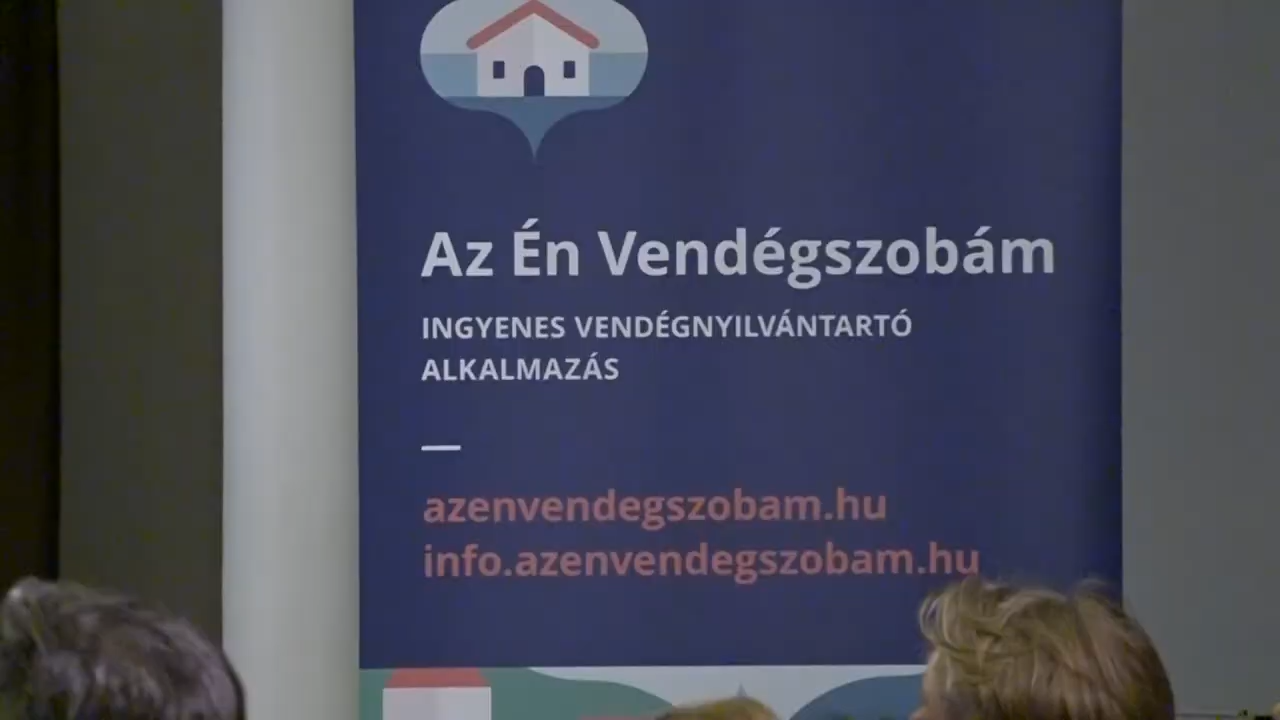 Az Én Vendégszobám
INGYENES VENDÉGNYILVÁNTARTÓ
ALKALMAZÁS
azenvendegszobam.hu
info.azenvendegszobam.hu